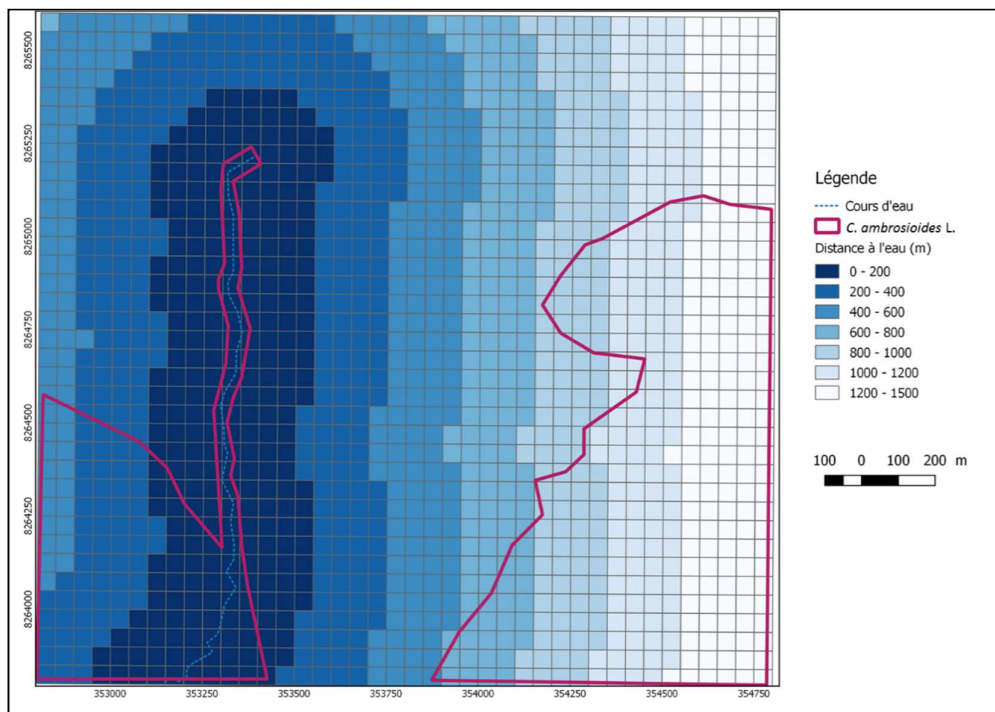 8265500
8265250
8265000
8264750
8264500
8264250
8264000
353000 353250 353500 353750 354000 354250 354500 354750
Légende
Cours d'eau
C. ambrosioides L.
Distance à l'eau (m)
0 - 200
200 - 400
400 - 600
600 - 800
800 - 1000
1000 - 1200
1200 - 1500
100 0 100 200 m